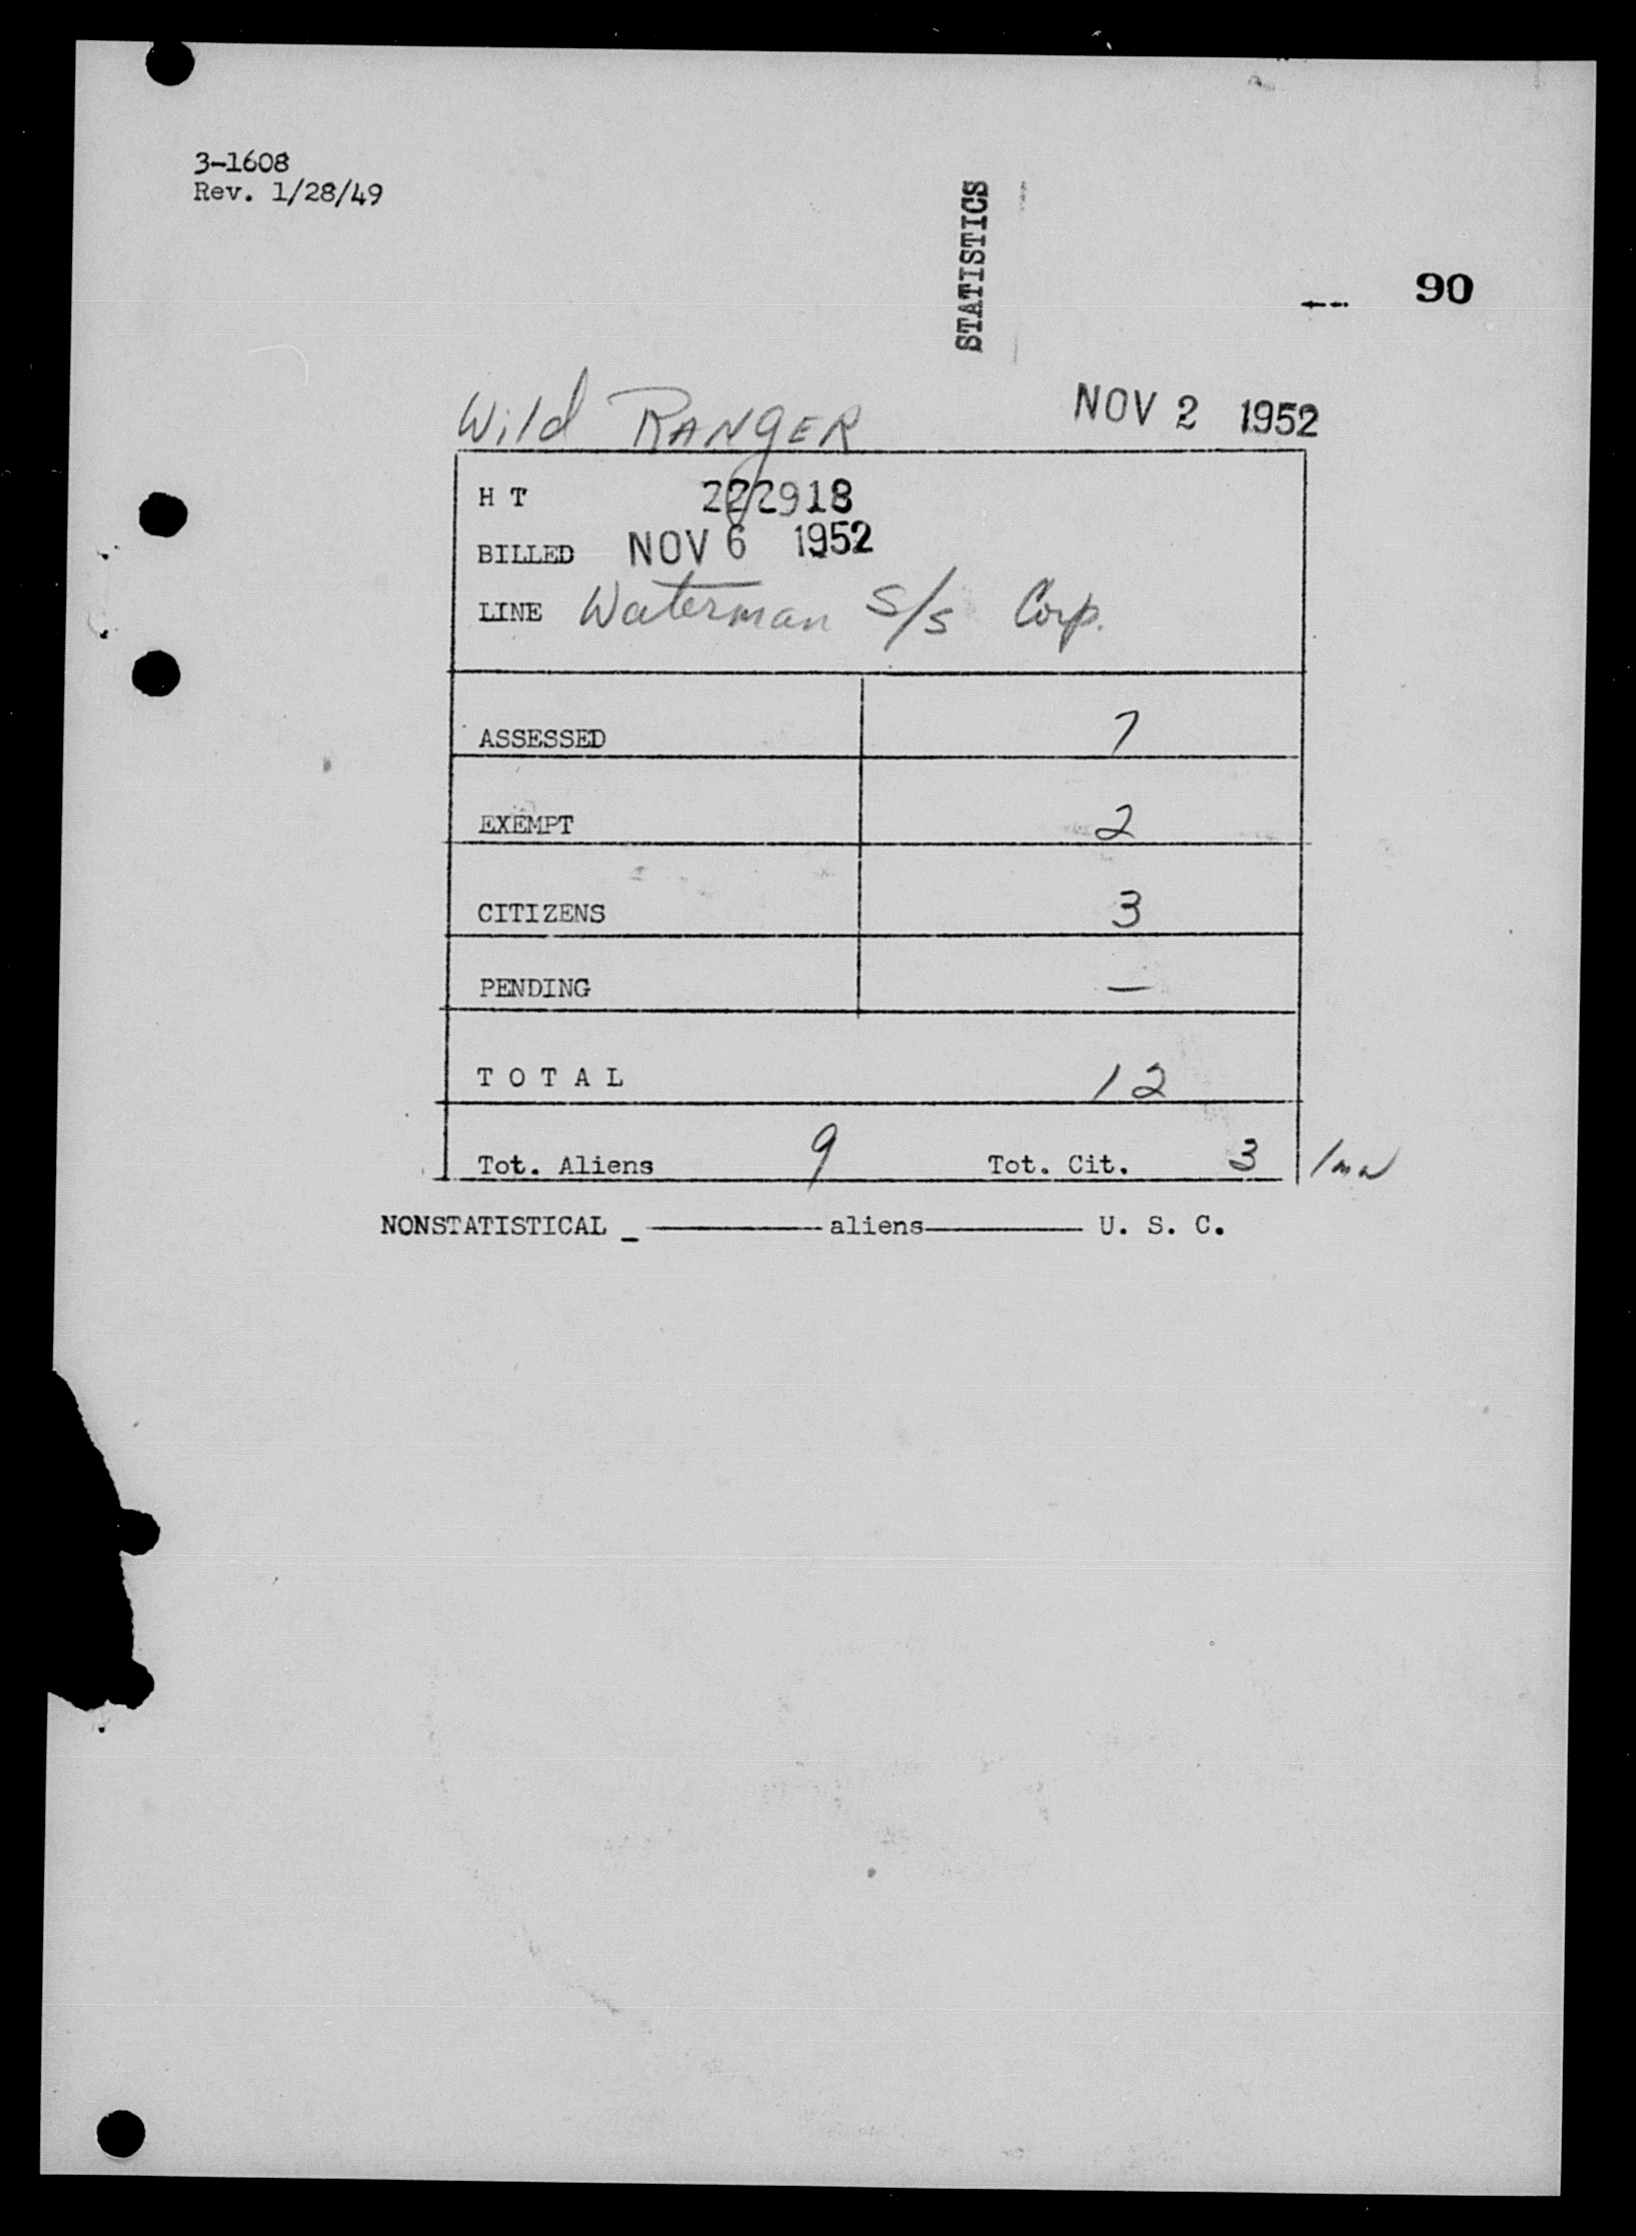 3-1608
Rev. 1/28/49
STATISTICS
90
Wild RANGER NOV 2 1952
H T 222918
BILLED NOV 6 1952
LINE Waterman S/S Corp.
ASSESSED 7
EXEMPT 2
CITIZENS 3
PENDING —
T O T A L 12
Tot. Aliens 9 Tot. Cit. 3
NONSTATISTICAL _ ——— aliens ——— U. S. C.